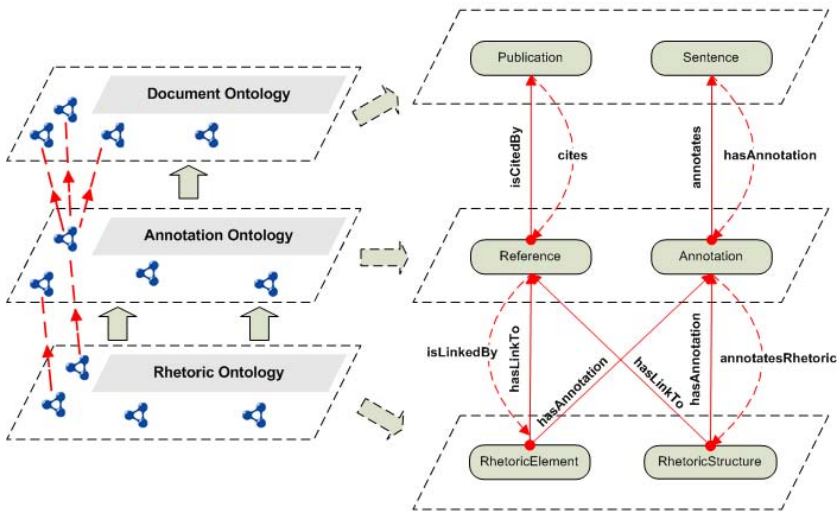 Document Ontology
Annotation Ontology
Rhetoric Ontology
Publication
Sentence
isCitedBy
cites
annotates
hasAnnotation
Reference
Annotation
isLinkedBy
hasLinkTo
hasAnnotation
hasLinkTo
hasAnnotation
annotatesRhetoric
RhetoricElement
RhetoricStructure